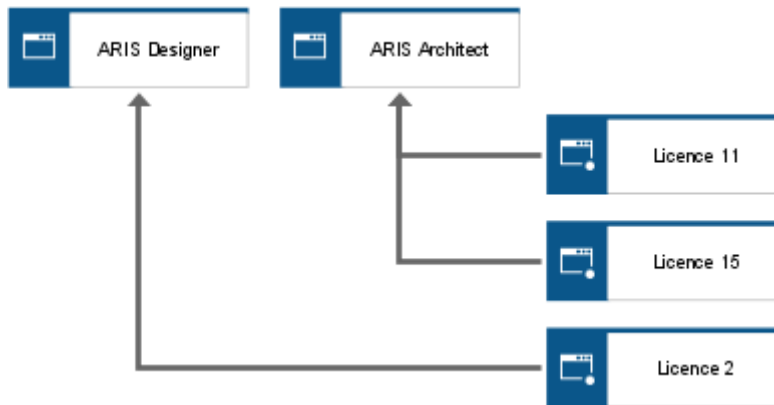 ARIS Designer
ARIS Architect
Licence 11
Licence 15
Licence 2